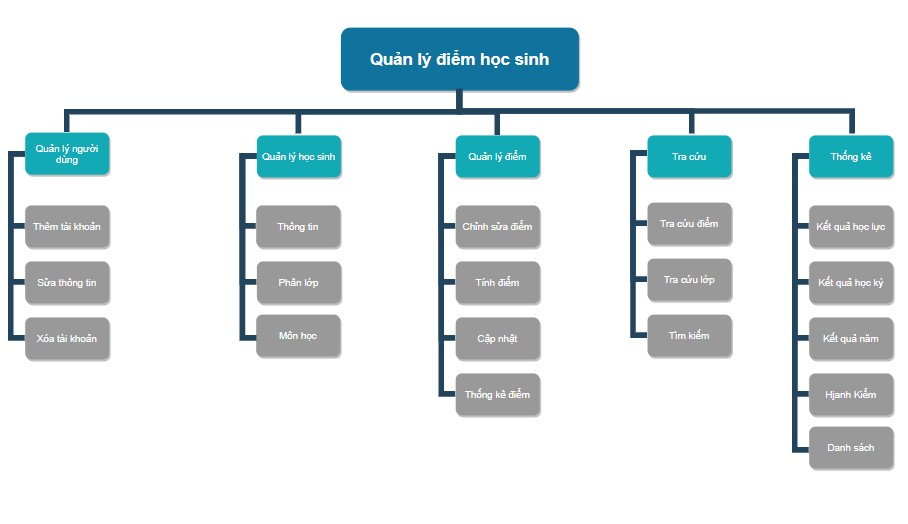 Quản lý điểm học sinh
Quản lý người
dùng
Thêm tài khoản
Sửa thông tin
Xóa tài khoản
Quản lý học sinh
Thông tin
Phân lớp
Môn học
Quản lý điểm
Chỉnh sửa điểm
Tính điểm
Cập nhật
Thống kê điểm
Tra cứu
Tra cứu điểm
Tra cứu lớp
Tìm kiếm
Thống kê
Kết quả học lực
Kết quả học kỳ
Kết quả năm
Hjanh Kiểm
Danh sách